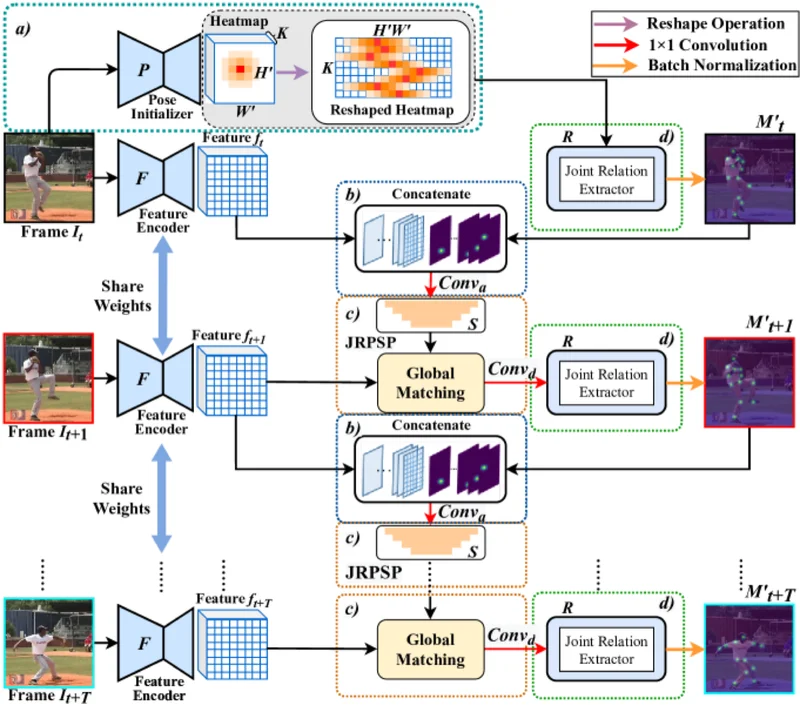 a)
Heatmap
K
H'
W'
P
Pose
Initializer
H'W'
K
Reshaped Heatmap
Reshape Operation
1×1 Convolution
Batch Normalization
Frame It
F
Feature
Encoder
Feature ft
b)
Concatenate
...
Conva
R
d)
Joint Relation
Extractor
M't
Share
Weights
c)
S
JRPSP
Global
Matching
Convd
Frame It+1
F
Feature
Encoder
Feature ft+1
R
d)
Joint Relation
Extractor
M't+1
b)
Concatenate
...
Conva
Share
Weights
c)
S
JRPSP
Frame It+T
F
Feature
Encoder
Feature ft+T
c)
Global
Matching
Convd
R
d)
Joint Relation
Extractor
M't+T